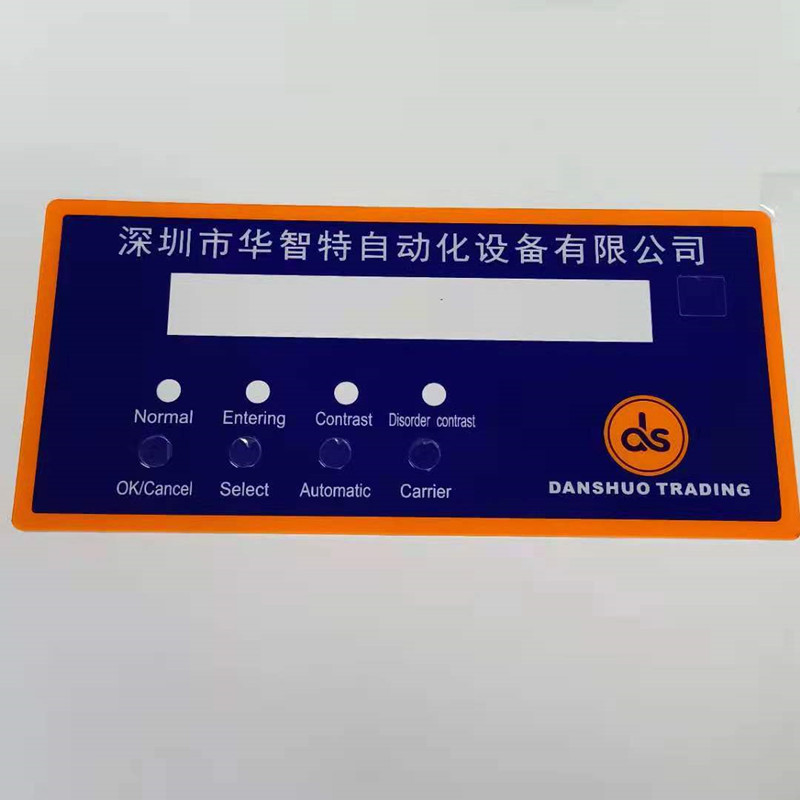 深圳市华智特自动化设备有限公司
Normal Entering Contrast Disorder contrast
OK/Cancel Select Automatic Carrier
ds
DANSHUO TRADING